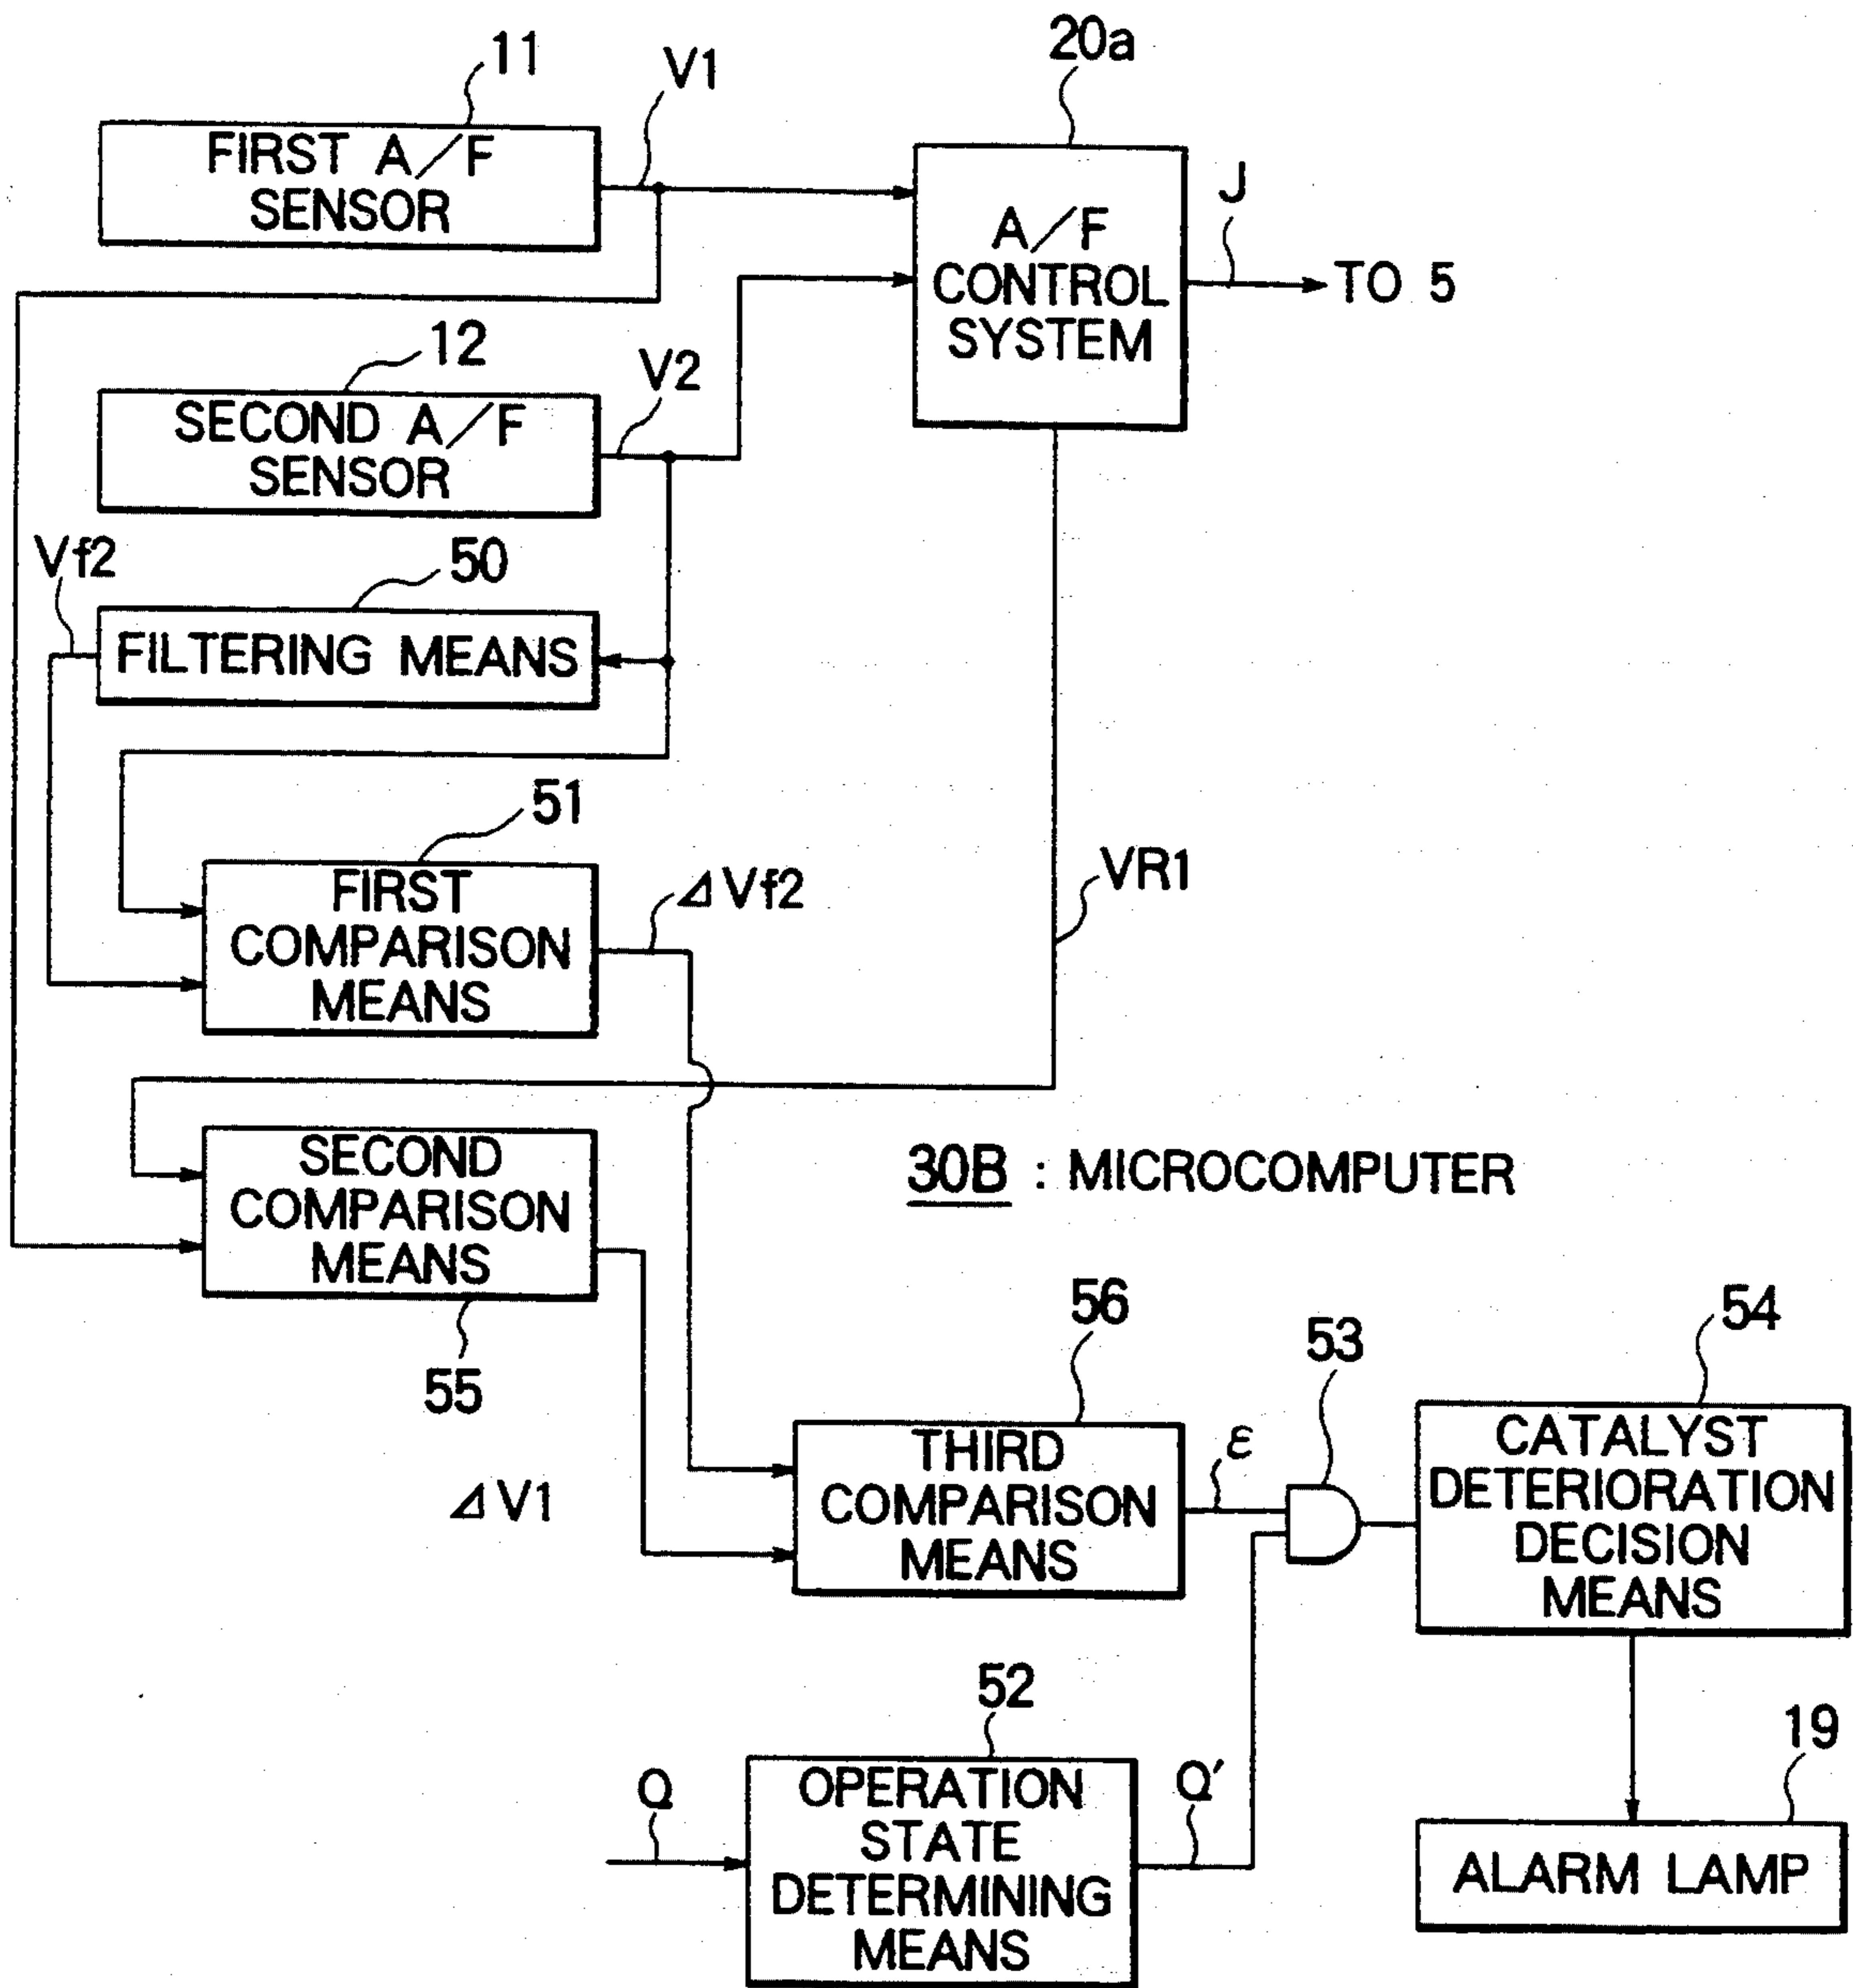 11
V1
20a
FIRST A/F
SENSOR
J
A/F
CONTROL
SYSTEM
TO 5
12
V2
SECOND A/F
SENSOR
Vf2
50
FILTERING MEANS
51
FIRST
COMPARISON
MEANS
⊿Vf2
VR1
SECOND
COMPARISON
MEANS
55
30B : MICROCOMPUTER
56
53
54
⊿V1
THIRD
COMPARISON
MEANS
ε
CATALYST
DETERIORATION
DECISION
MEANS
52
Q
OPERATION
STATE
DETERMINING
MEANS
Q'
19
ALARM LAMP